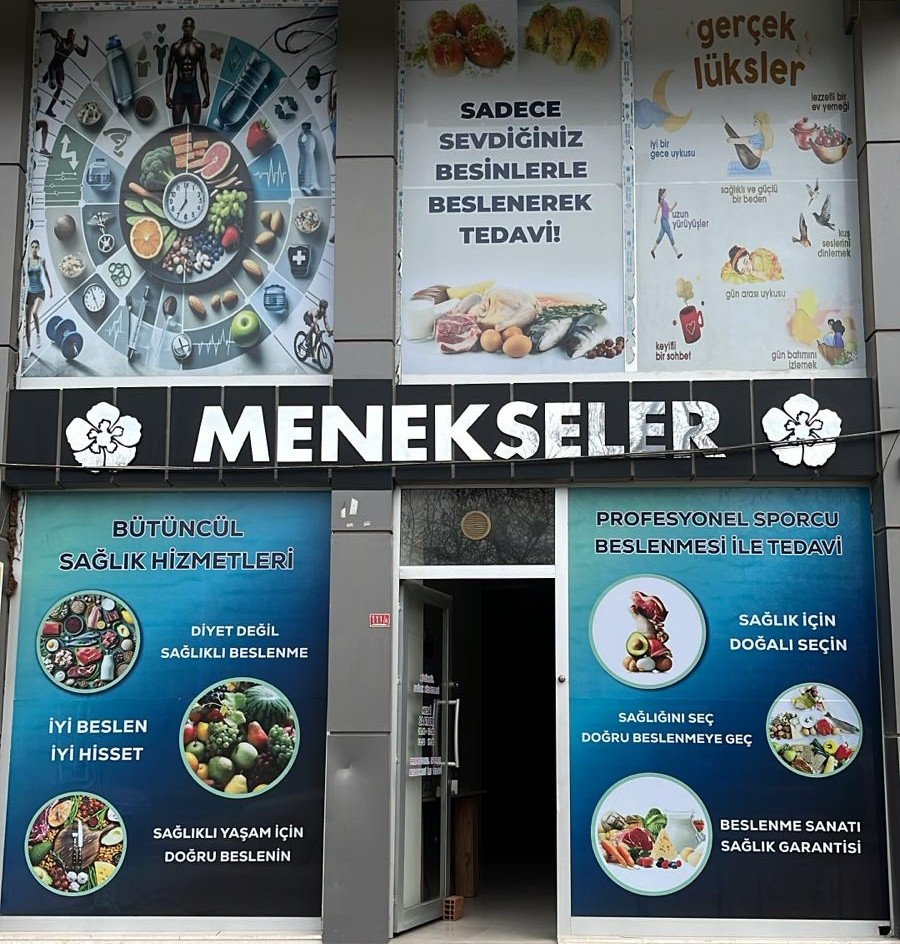 SADECE
SEVDİĞİNİZ
BESİNLERLE
BESLENEREK
TEDAVİ!
gerçek
lüksler
lezzetli bir
ev yemeği
iyi bir
gece uykusu
sağlıklı ve güçlü
bir beden
uzun
yürüyüşler
kuş
seslerini
dinlemek
gün arası uykusu
keyifli
bir sohbet
gün batımını
izlemek
MENEKSELER
BÜTÜNCÜL
SAĞLIK HİZMETLERİ
DİYET DEĞİL
SAĞLIKLI BESLENME
İYİ BESLEN
İYİ HİSSET
SAĞLIKLI YAŞAM İÇİN
DOĞRU BESLENİN
111/A
PROFESYONEL SPORCU
BESLENMESİ İLE TEDAVİ
SAĞLIK İÇİN
DOĞALI SEÇİN
SAĞLIĞINI SEÇ
DOĞRU BESLENMEYE GEÇ
BESLENME SANATI
SAĞLIK GARANTİSİ